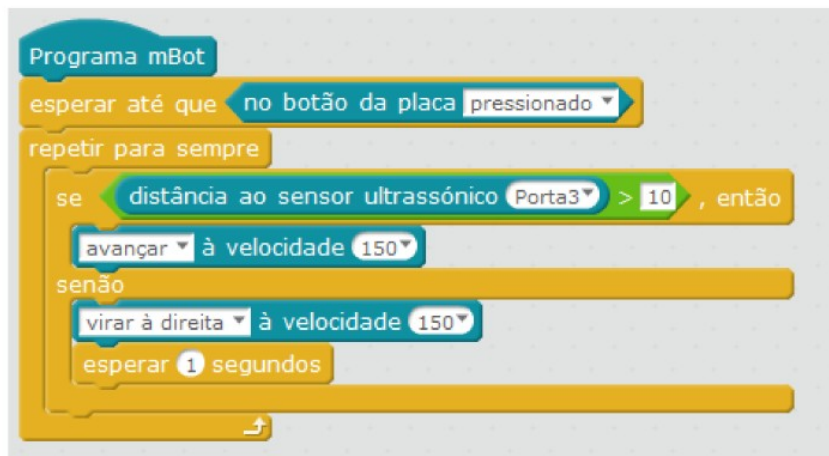 Programa mBot
esperar até que no botão da placa pressionado
repetir para sempre
se distância ao sensor ultrassónico Porta3 > 10 , então
avançar à velocidade 150
senão
virar à direita à velocidade 150
esperar 1 segundos